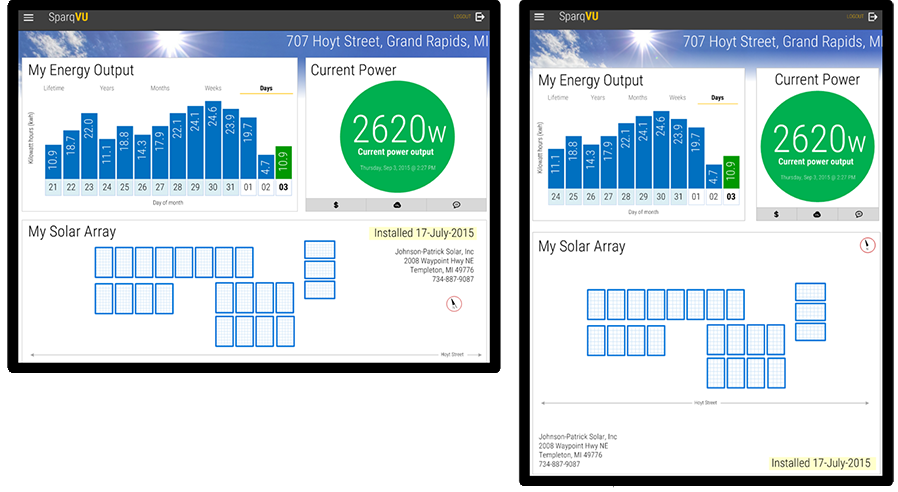 SparqVU
LOGOUT
707 Hoyt Street, Grand Rapids, MI
My Energy Output
Lifetime Years Months Weeks Days
Kilowatt hours (kwh)
10.9 18.7 22.0 11.1 18.8 14.3 17.9 22.1 24.1 24.6 23.9 19.7 4.7 10.9
21 22 23 24 25 26 27 28 29 30 31 01 02 03
Day of month
Current Power
2620W
Current power output
Thursday, Sep 3, 2015 @ 2:27 PM
$
My Solar Array
Installed 17-July-2015
Johnson-Patrick Solar, Inc
2008 Waypoint Hwy NE
Templeton, MI 49776
734-887-9087
Hoyt Street
SparqVU
LOGOUT
707 Hoyt Street, Grand Rapids, MI
My Energy Output
Lifetime Years Months Weeks Days
Kilowatt hours (kwh)
11.1 18.8 14.3 17.9 22.1 24.1 24.6 23.9 19.7 4.7 10.9
24 25 26 27 28 29 30 31 01 02 03
Day of month
Current Power
2620W
Current power output
Thursday, Sep 3, 2015 @ 2:27 PM
$
My Solar Array
Hoyt Street
Johnson-Patrick Solar, Inc
2008 Waypoint Hwy NE
Templeton, MI 49776
734-887-9087
Installed 17-July-2015